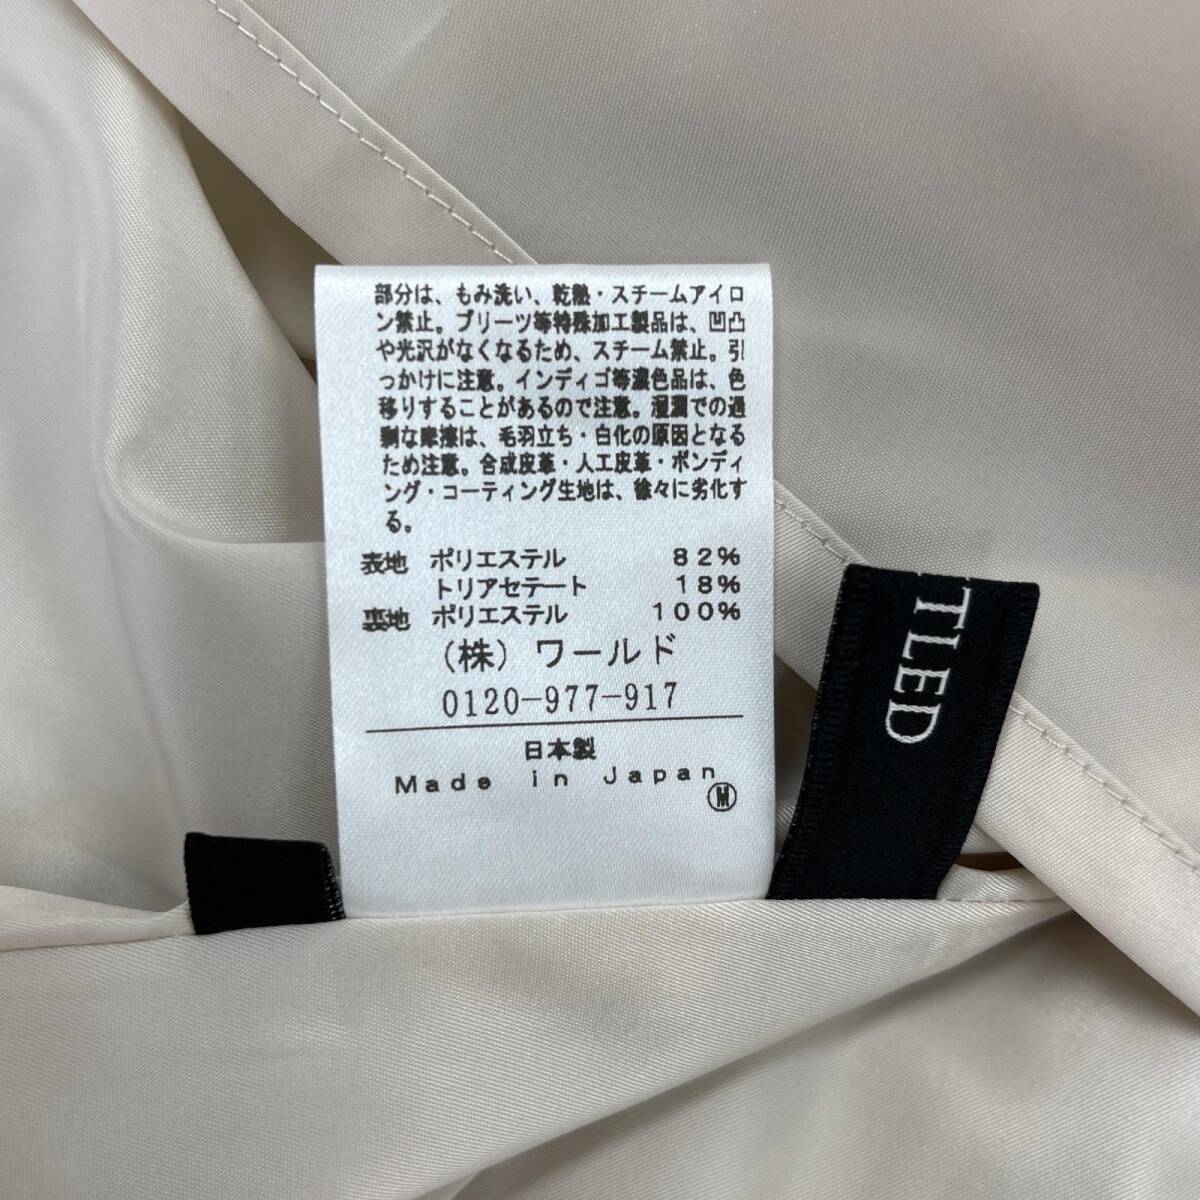 部分は、もみ洗い、乾熱・スチームアイロ
ン禁止。プリーツ等特殊加工製品は、凹凸
や光沢がなくなるため、スチーム禁止。引
っかけに注意。インディゴ等濃色品は、色
移りすることがあるので注意。湿潤での過
剰な摩擦は、毛羽立ち・白化の原因となる
ため注意。合成皮革・人工皮革・ボンディ
ング・コーティング生地は、徐々に劣化す
る。
表地 ポリエステル 82%
トリアセテート 18%
裏地 ポリエステル 100%
(株) ワールド
0120-977-917
日本製
Made in Japan
M
TLED